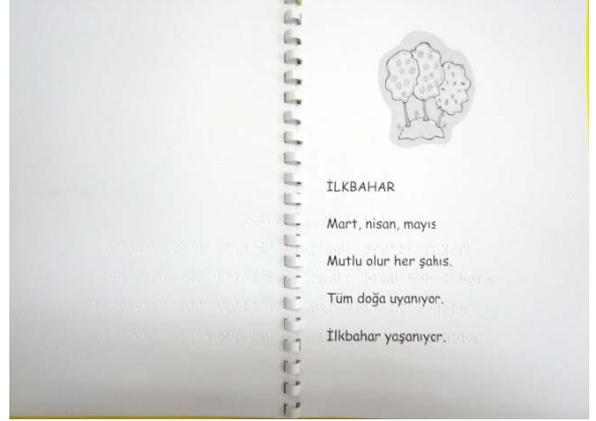 İLKBAHAR
Mart, nisan, mayıs
Mutlu olur her şahıs.
Tüm doğa uyanıyor.
İlkbahar yaşanıyor.